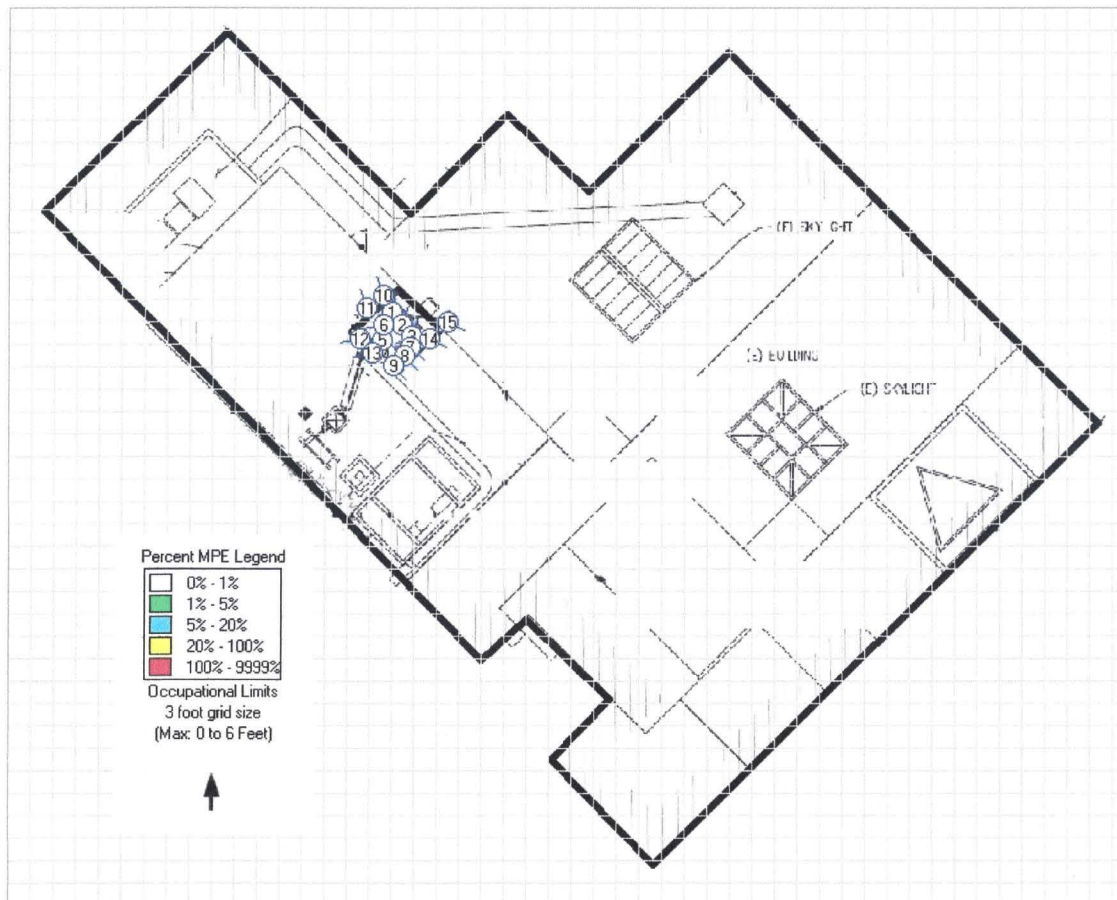 (E) SKYLIGHT
10
11
1
15
6
2
12
5
3
14
7
13
8
9
(E) BUILDING
(E) SKYLIGHT
Percent MPE Legend
0% - 1%
1% - 5%
5% - 20%
20% - 100%
100% - 9999%
Occupational Limits
3 foot grid size
(Max: 0 to 6 Feet)